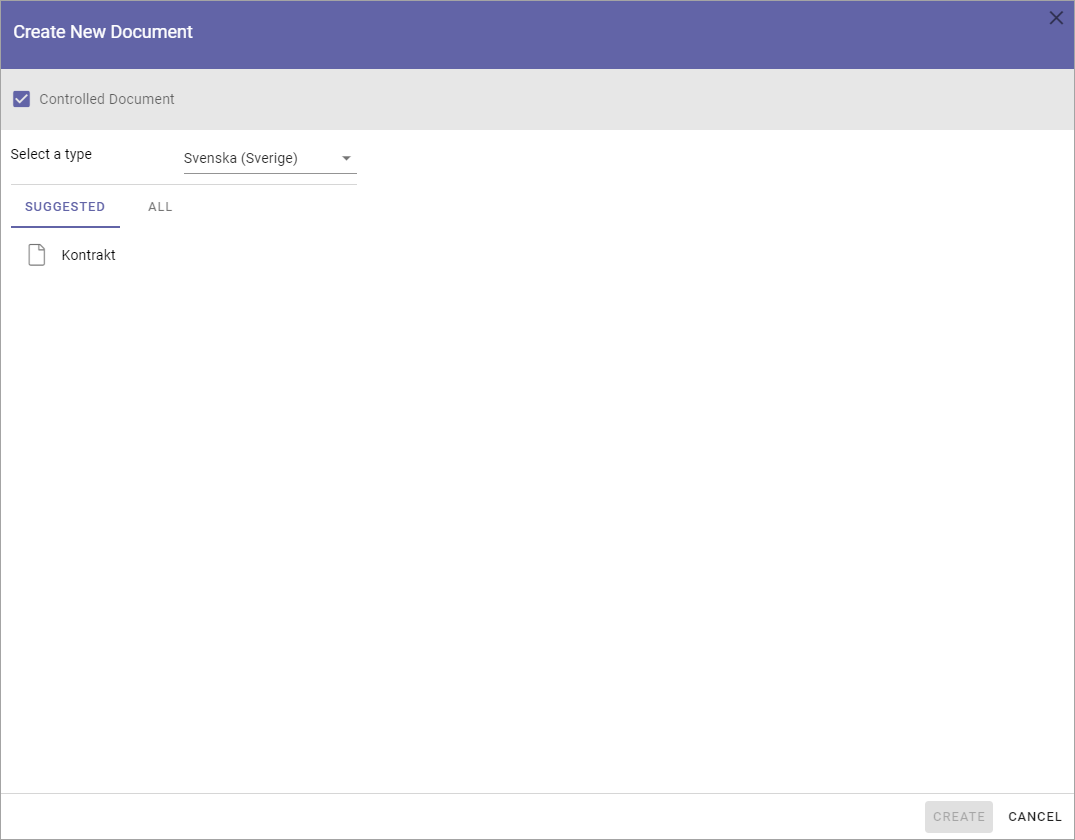 Create New Document
Controlled Document
Select a type
Svenska (Sverige)
SUGGESTED
ALL
Kontrakt
CREATE
CANCEL